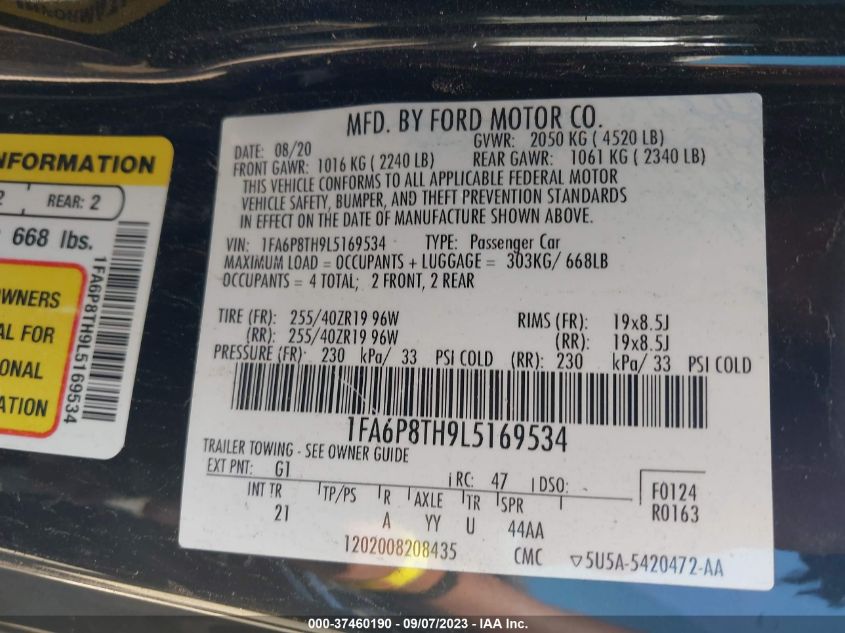 NFORMATION
REAR: 2
668 lbs.
WNERS
AL FOR
ONAL
ATION
1FA6P8TH9L5169534
MFD. BY FORD MOTOR CO.
DATE: 08/20 GVWR: 2050 KG ( 4520 LB)
FRONT GAWR: 1016 KG ( 2240 LB) REAR GAWR: 1061 KG ( 2340 LB)
THIS VEHICLE CONFORMS TO ALL APPLICABLE FEDERAL MOTOR
VEHICLE SAFETY, BUMPER, AND THEFT PREVENTION STANDARDS
IN EFFECT ON THE DATE OF MANUFACTURE SHOWN ABOVE.
VIN: 1FA6P8TH9L5169534 TYPE: Passenger Car
MAXIMUM LOAD = OCCUPANTS + LUGGAGE = 303KG/ 668LB
OCCUPANTS = 4 TOTAL; 2 FRONT, 2 REAR
TIRE (FR): 255/40ZR19 96W RIMS (FR): 19x8.5J
(RR): 255/40ZR19 96W (RR): 19x8.5J
PRESSURE (FR): 230 kPa/ 33 PSI COLD (RR): 230 kPa/ 33 PSI COLD
1FA6P8TH9L5169534
TRAILER TOWING - SEE OWNER GUIDE
EXT PNT: G1 RC: 47 DSO: F0124
INT TR TP/PS R AXLE TR SPR R0163
21 A YY U 44AA
1202008208435 CMC ▽5U5A-5420472-AA
000-37460190 - 09/07/2023 - IAA Inc.